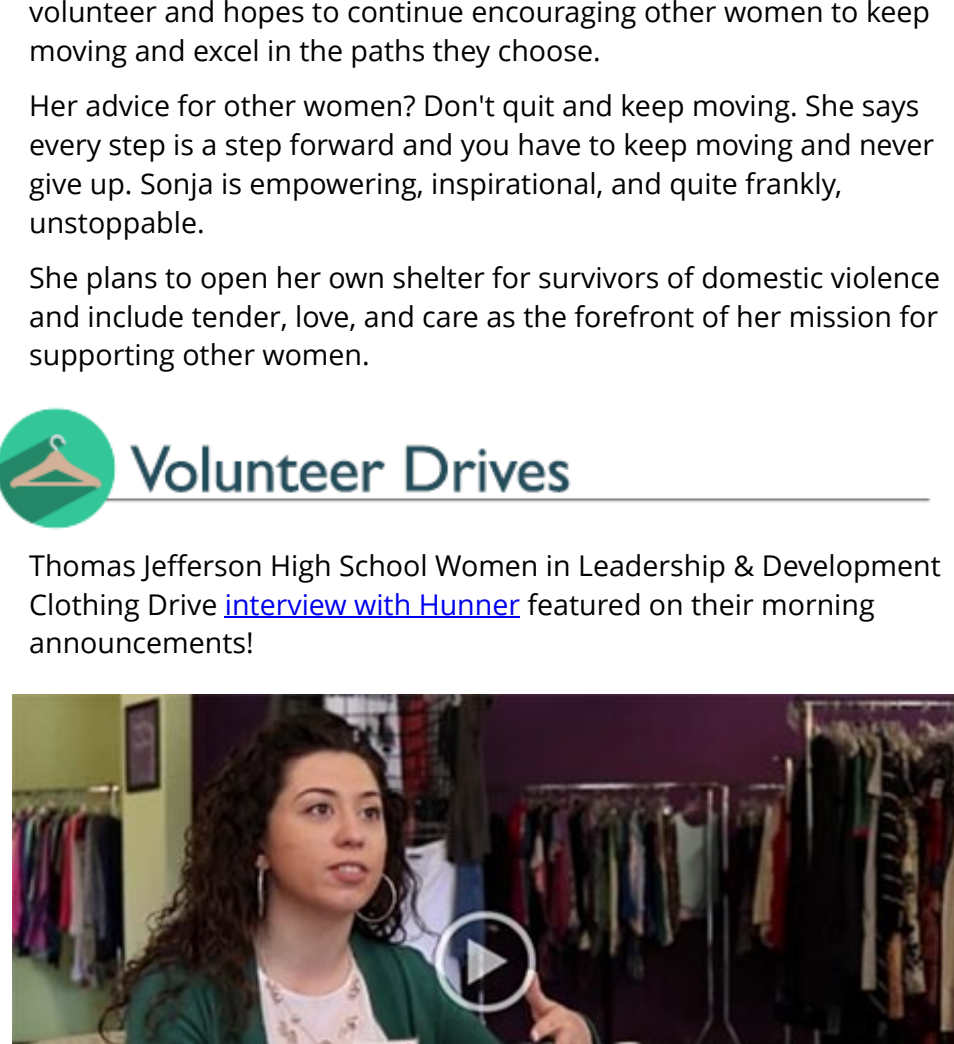 volunteer and hopes to continue encouraging other women to keep
moving and excel in the paths they choose.
Her advice for other women? Don't quit and keep moving. She says
every step is a step forward and you have to keep moving and never
give up. Sonja is empowering, inspirational, and quite frankly,
unstoppable.
She plans to open her own shelter for survivors of domestic violence
and include tender, love, and care as the forefront of her mission for
supporting other women.
Volunteer Drives
Thomas Jefferson High School Women in Leadership & Development
Clothing Drive interview with Hunner featured on their morning
announcements!